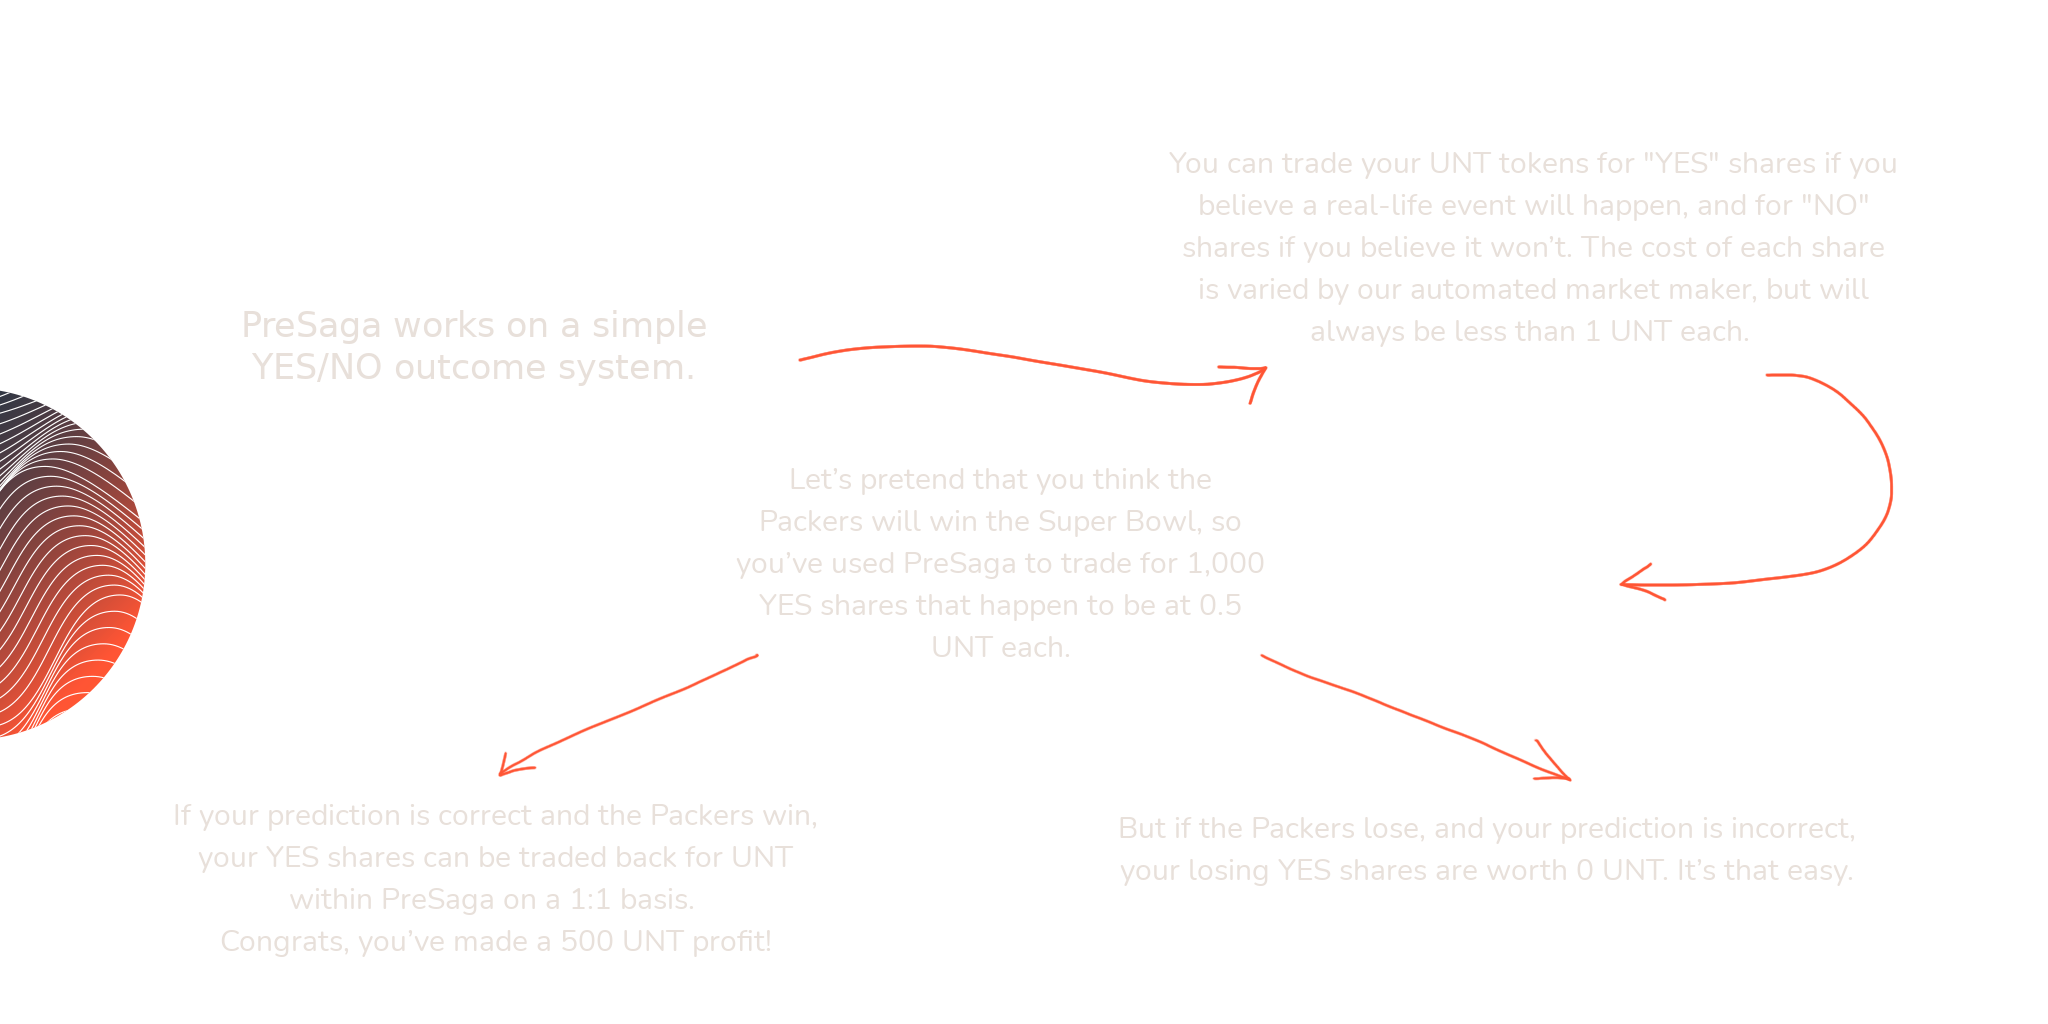 PreSaga works on a simple
YES/NO outcome system.
You can trade your UNT tokens for "YES" shares if you
believe a real-life event will happen, and for "NO"
shares if you believe it won’t. The cost of each share
is varied by our automated market maker, but will
always be less than 1 UNT each.
Let’s pretend that you think the
Packers will win the Super Bowl, so
you’ve used PreSaga to trade for 1,000
YES shares that happen to be at 0.5
UNT each.
If your prediction is correct and the Packers win,
your YES shares can be traded back for UNT
within PreSaga on a 1:1 basis.
Congrats, you’ve made a 500 UNT profit!
But if the Packers lose, and your prediction is incorrect,
your losing YES shares are worth 0 UNT. It’s that easy.